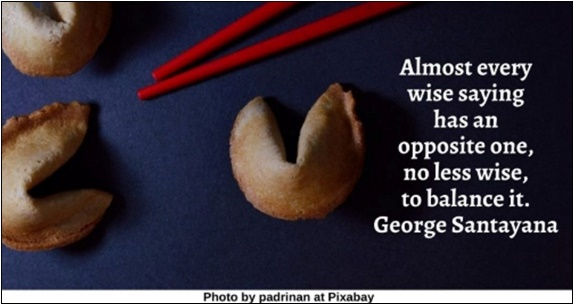 Almost every
wise saying
has an
opposite one,
no less wise,
to balance it.
George Santayana
Photo by padrinan at Pixabay